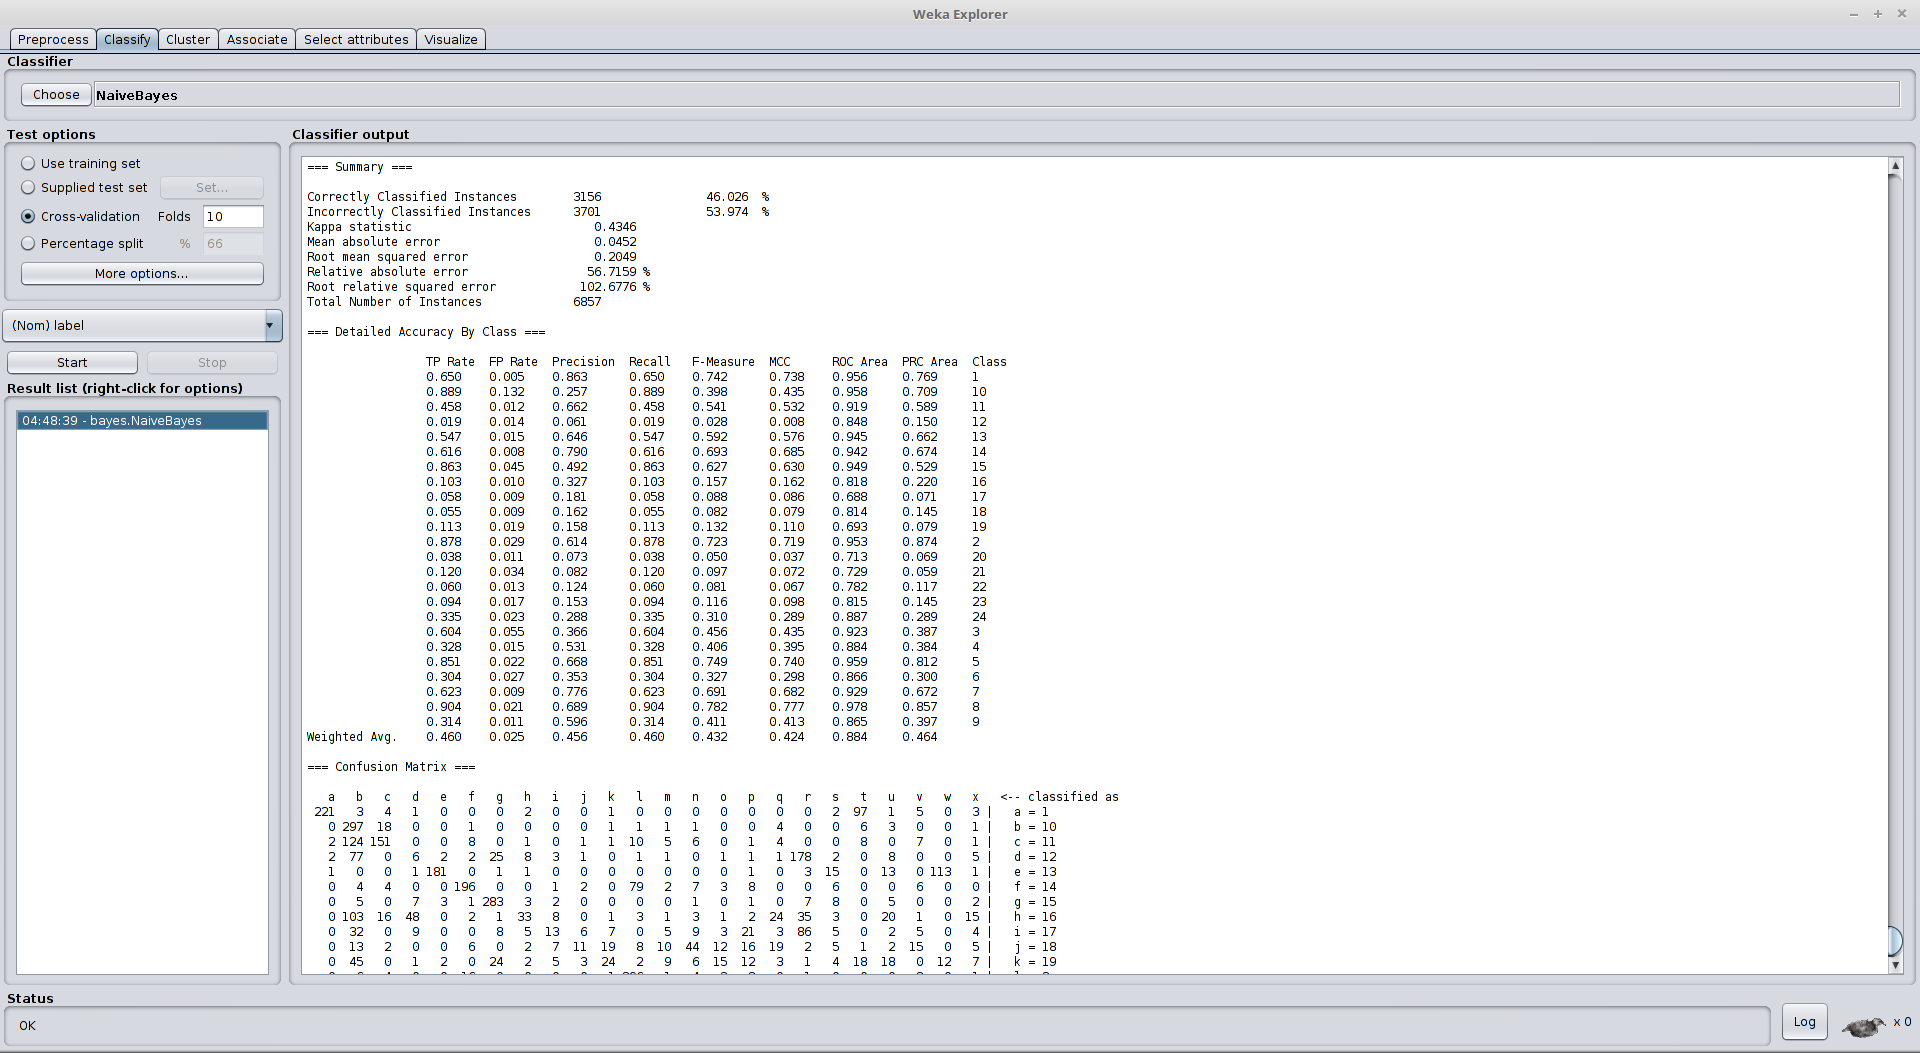 Weka Explorer
Preprocess Classify Cluster Associate Select attributes Visualize
Classifier
Choose NaiveBayes
Test options
Use training set
Supplied test set Set...
Cross-validation Folds 10
Percentage split % 66
More options...
(Nom) label
Start Stop
Result list (right-click for options)
04:48:39 - bayes.NaiveBayes
Classifier output
=== Summary ===
Correctly Classified Instances 3156 46.026 %
Incorrectly Classified Instances 3701 53.974 %
Kappa statistic 0.4346
Mean absolute error 0.0452
Root mean squared error 0.2049
Relative absolute error 56.7159 %
Root relative squared error 102.6776 %
Total Number of Instances 6857
=== Detailed Accuracy By Class ===
TP Rate FP Rate Precision Recall F-Measure MCC ROC Area PRC Area Class
0.650 0.005 0.863 0.650 0.742 0.738 0.956 0.769 1
0.889 0.132 0.257 0.889 0.398 0.435 0.958 0.709 10
0.458 0.012 0.662 0.458 0.541 0.532 0.919 0.589 11
0.019 0.014 0.061 0.019 0.028 0.008 0.848 0.150 12
0.547 0.015 0.646 0.547 0.592 0.576 0.945 0.662 13
0.616 0.008 0.790 0.616 0.693 0.685 0.942 0.674 14
0.863 0.045 0.492 0.863 0.627 0.630 0.949 0.529 15
0.103 0.010 0.327 0.103 0.157 0.162 0.818 0.220 16
0.058 0.009 0.181 0.058 0.088 0.086 0.688 0.071 17
0.055 0.009 0.162 0.055 0.082 0.079 0.814 0.145 18
0.113 0.019 0.158 0.113 0.132 0.110 0.693 0.079 19
0.878 0.029 0.614 0.878 0.723 0.719 0.953 0.874 2
0.038 0.011 0.073 0.038 0.050 0.037 0.713 0.069 20
0.120 0.034 0.082 0.120 0.097 0.072 0.729 0.059 21
0.060 0.013 0.124 0.060 0.081 0.067 0.782 0.117 22
0.094 0.017 0.153 0.094 0.116 0.098 0.815 0.145 23
0.335 0.023 0.288 0.335 0.310 0.289 0.887 0.289 24
0.604 0.055 0.366 0.604 0.456 0.435 0.923 0.387 3
0.328 0.015 0.531 0.328 0.406 0.395 0.884 0.384 4
0.851 0.022 0.668 0.851 0.749 0.740 0.959 0.812 5
0.304 0.027 0.353 0.304 0.327 0.298 0.866 0.300 6
0.623 0.009 0.776 0.623 0.691 0.682 0.929 0.672 7
0.904 0.021 0.689 0.904 0.782 0.777 0.978 0.857 8
0.314 0.011 0.596 0.314 0.411 0.413 0.865 0.397 9
Weighted Avg. 0.460 0.025 0.456 0.460 0.432 0.424 0.884 0.464
=== Confusion Matrix ===
a b c d e f g h i j k l m n o p q r s t u v w x <-- classified as
221 3 4 1 0 0 0 2 0 0 1 0 0 0 0 0 0 0 2 97 1 5 0 3 | a = 1
0 297 18 0 0 1 0 0 0 0 1 1 1 1 0 0 4 0 0 6 3 0 0 1 | b = 10
2 124 151 0 0 8 0 1 0 1 1 10 5 6 0 1 4 0 0 8 0 7 0 1 | c = 11
2 77 0 6 2 2 25 8 3 1 0 1 1 0 1 1 1 178 2 0 8 0 0 5 | d = 12
1 0 0 1 181 0 1 1 0 0 0 0 0 0 0 1 0 3 15 0 13 0 113 1 | e = 13
0 4 4 0 0 196 0 0 1 2 0 79 2 7 3 8 0 0 6 0 0 6 0 0 | f = 14
0 5 0 7 3 1 283 3 2 0 0 0 0 1 0 1 0 7 8 0 5 0 0 2 | g = 15
0 103 16 48 0 2 1 33 8 0 1 3 1 3 1 2 24 35 3 0 20 1 0 15 | h = 16
0 32 0 9 0 0 8 5 13 6 7 0 5 9 3 21 3 86 5 0 2 5 0 4 | i = 17
0 13 2 0 0 6 0 2 7 11 19 8 10 44 12 16 19 2 5 1 2 15 0 5 | j = 18
0 45 0 1 2 0 24 2 5 3 24 2 9 6 15 12 3 1 4 18 18 0 12 7 | k = 19
Status
OK
Log
x 0